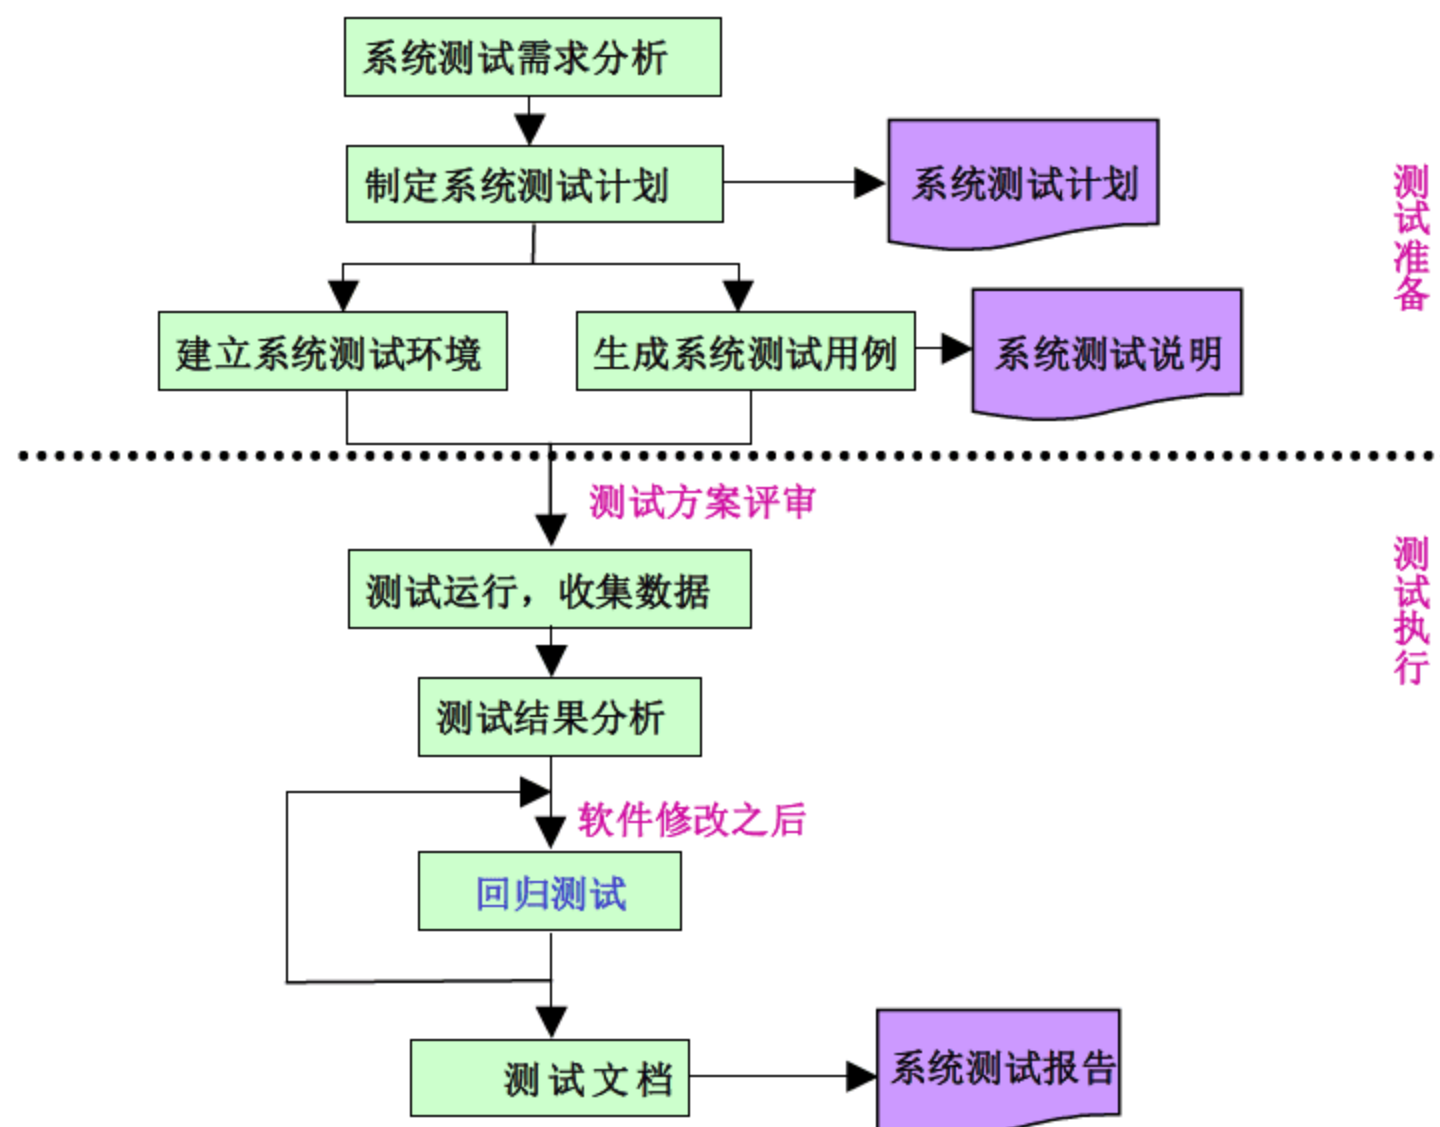 系统测试需求分析
制定系统测试计划
系统测试计划
测试准备
建立系统测试环境
生成系统测试用例
系统测试说明
测试方案评审
测试运行，收集数据
测试执行
测试结果分析
软件修改之后
回归测试
测试文档
系统测试报告